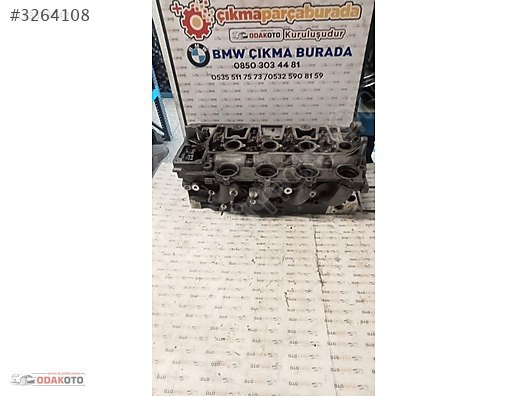 #3264108
çıkmaparçaburada
ODAKOTO Kuruluşudur
BMW ÇIKMA BURADA
0850 303 44 81
0535 511 75 73 / 0532 590 81 59
ODAKOTO